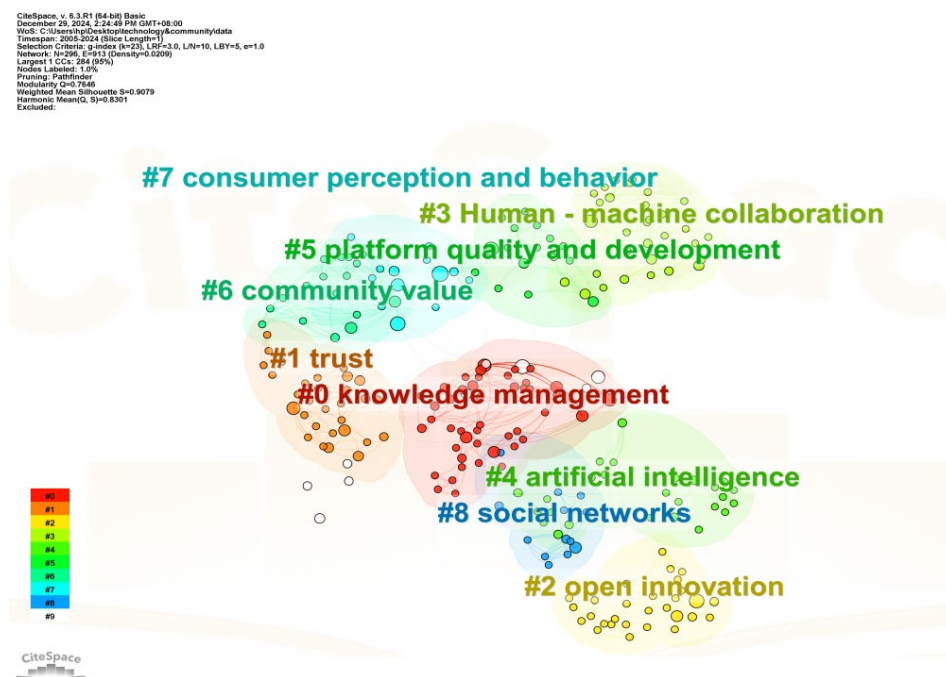 CiteSpace, v. 6.3.R1 (64-bit) Basic
December 29, 2024, 2:24:49 PM GMT+08:00
WoS: C:\Users\hp\Desktop\technology&community\data
Timespan: 2005-2024 (Slice Length=1)
Selection Criteria: g-index (k=23), LRF=3.0, L/N=10, LBY=5, e=1.0
Network: N=296, E=913 (Density=0.0209)
Largest 1 CCs: 284 (95%)
Nodes Labeled: 1.0%
Pruning: Pathfinder
Modularity Q=0.7646
Weighted Mean Silhouette S=0.9079
Harmonic Mean(Q, S)=0.8301
Excluded:
#7 consumer perception and behavior
#3 Human - machine collaboration
#5 platform quality and development
#6 community value
#1 trust
#0 knowledge management
#4 artificial intelligence
#8 social networks
#2 open innovation
#0
#1
#2
#3
#4
#5
#6
#7
#8
#9
CiteSpace